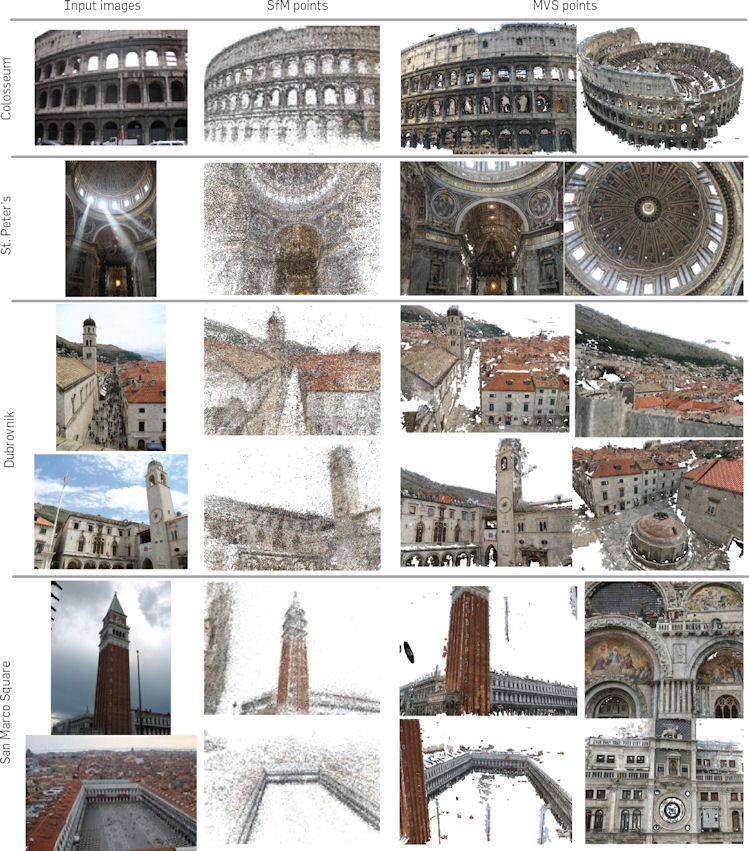 Input images
SfM points
MVS points
Colosseum
St. Peter's
Dubrovnik
San Marco Square